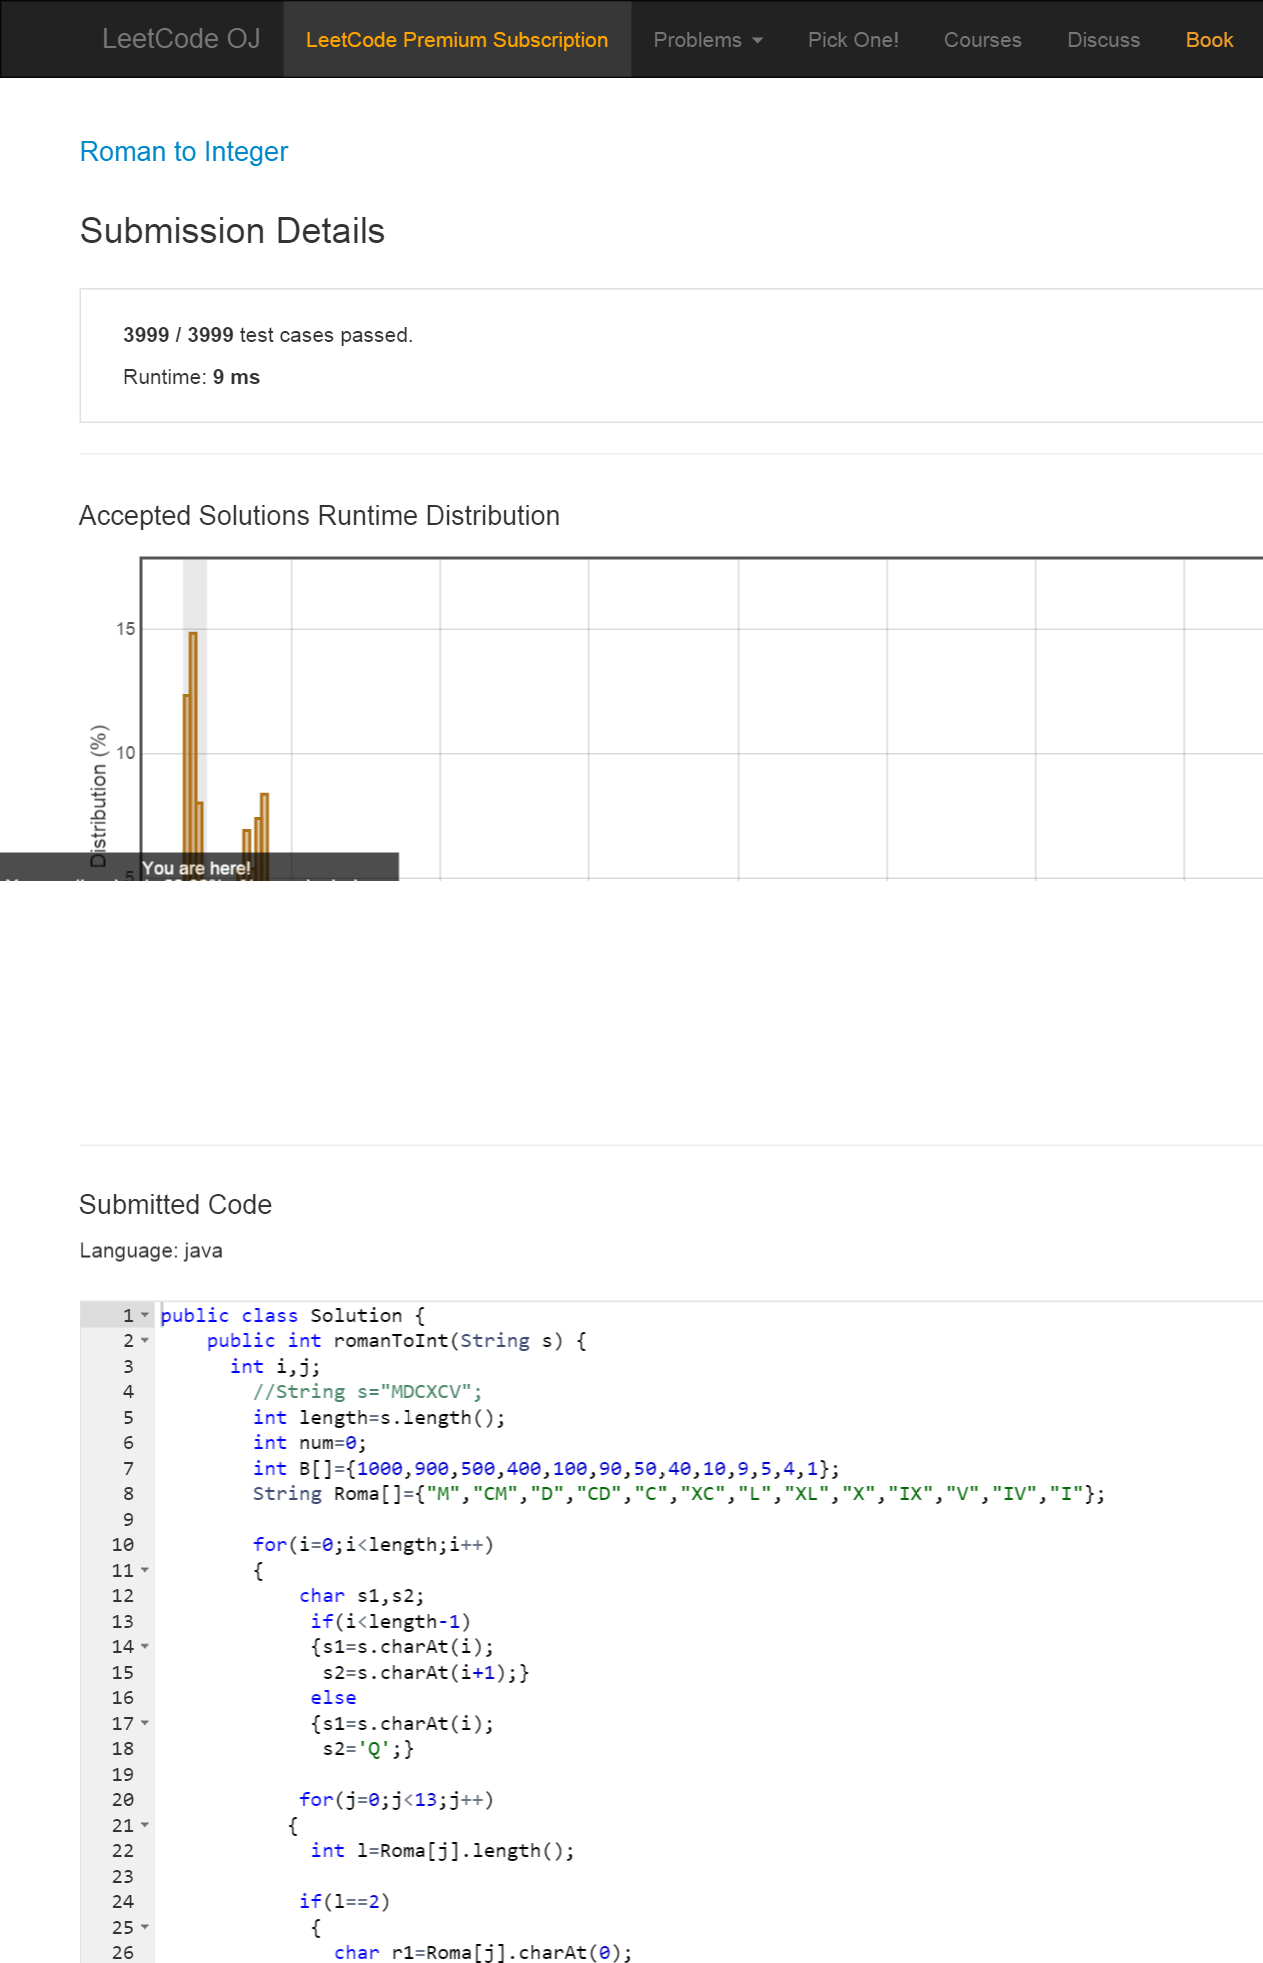 LeetCode OJ LeetCode Premium Subscription Problems Pick One! Courses Discuss Book
Roman to Integer
Submission Details
3999 / 3999 test cases passed.
Runtime: 9 ms
Accepted Solutions Runtime Distribution
15
10
5
Distribution (%)
You are here!
Submitted Code
Language: java
1 public class Solution {
2 public int romanToInt(String s) {
3 int i,j;
4 //String s="MDCXCV";
5 int length=s.length();
6 int num=0;
7 int B[]={1000,900,500,400,100,90,50,40,10,9,5,4,1};
8 String Roma[]={"M","CM","D","CD","C","XC","L","XL","X","IX","V","IV","I"};
9
10 for(i=0;i<length;i++)
11 {
12 char s1,s2;
13 if(i<length-1)
14 {s1=s.charAt(i);
15 s2=s.charAt(i+1);}
16 else
17 {s1=s.charAt(i);
18 s2='Q';}
19
20 for(j=0;j<13;j++)
21 {
22 int l=Roma[j].length();
23
24 if(l==2)
25 {
26 char r1=Roma[j].charAt(0);